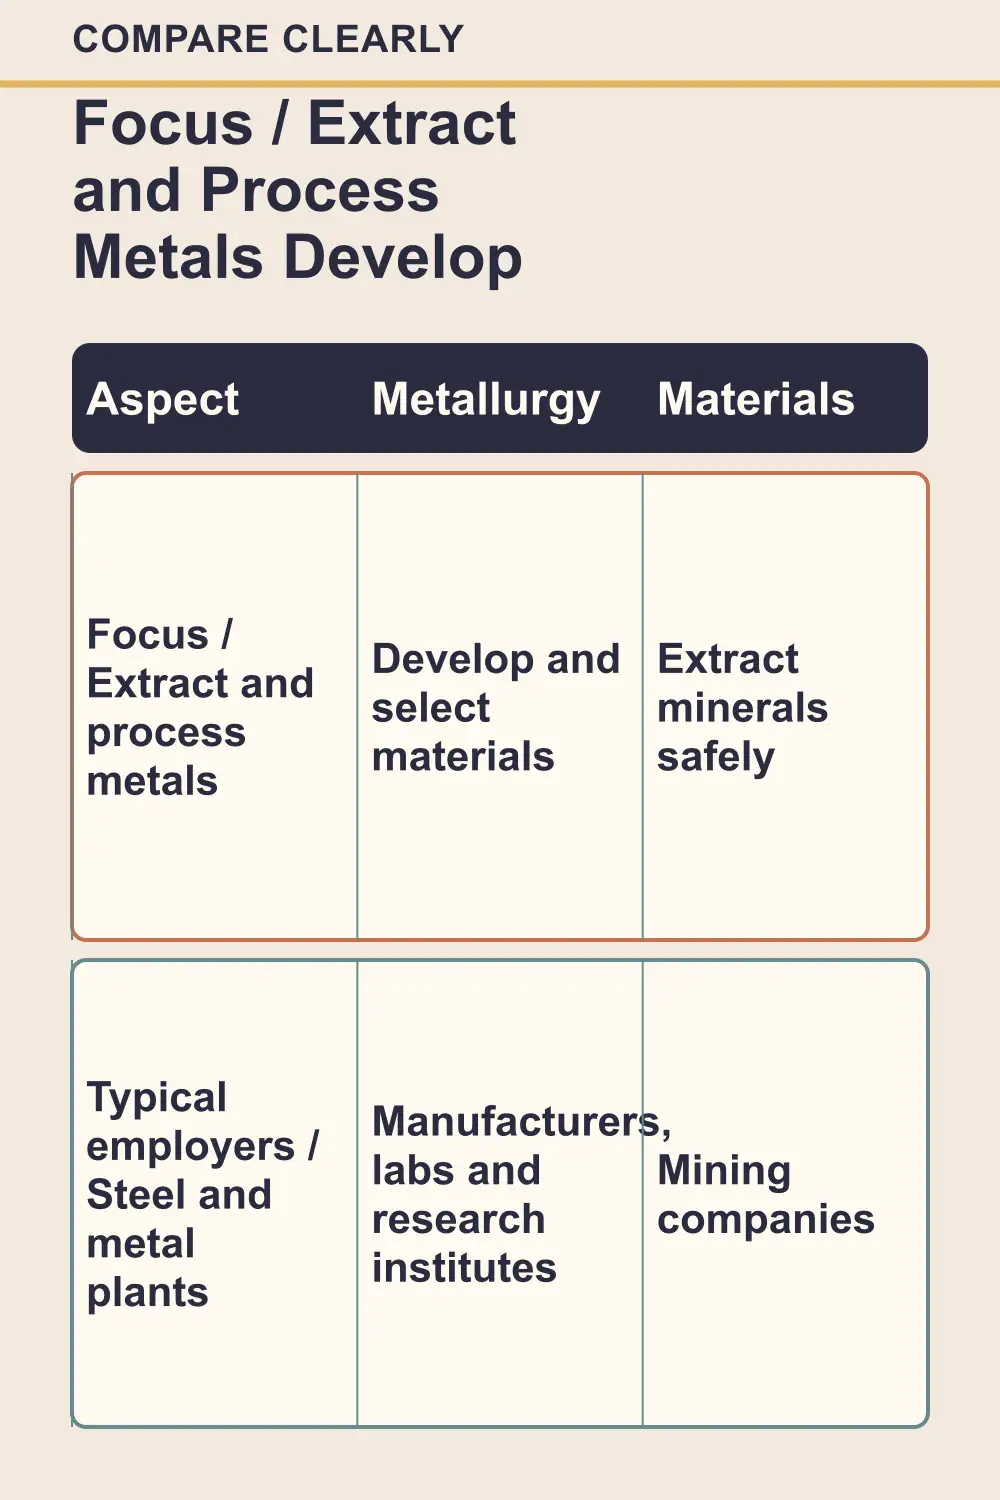 COMPARE CLEARLY
Focus / Extract
and Process
Metals Develop
Aspect
Metallurgy
Materials
Focus /
Extract and
process
metals
Develop and
select
materials
Extract
minerals
safely
Typical
employers /
Steel and
metal
plants
Manufacturers,
labs and
research
institutes
Mining
companies